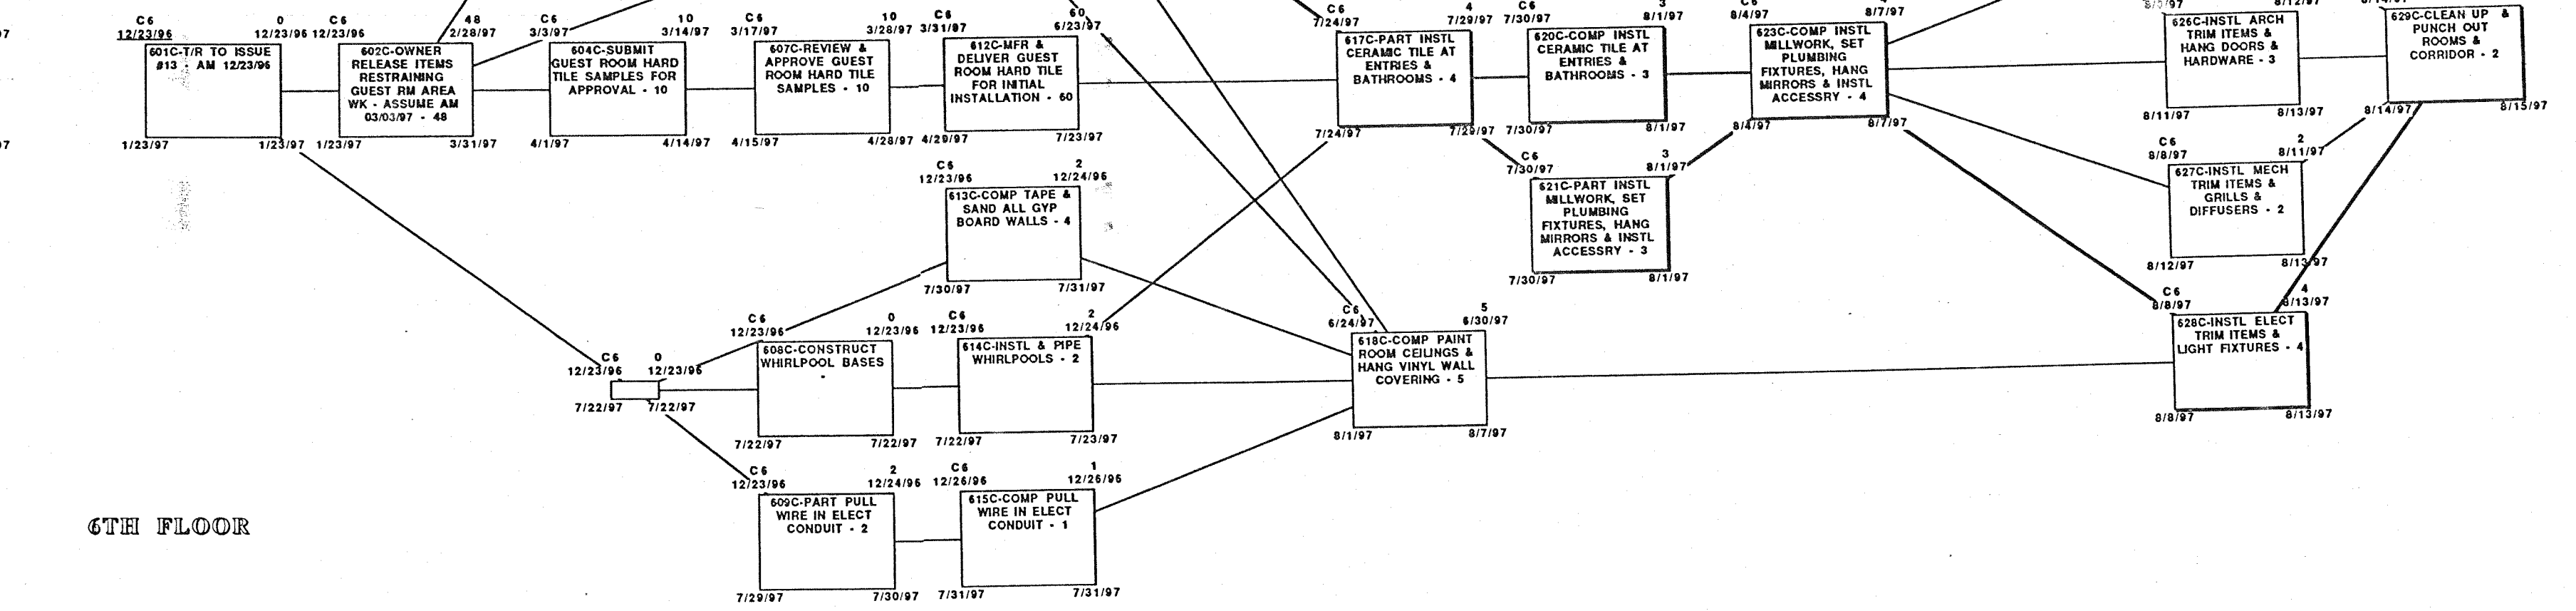 C6 0
12/23/96 12/23/96
601C-T/R TO ISSUE
#13 - AM 12/23/96
1/23/97 1/23/97
C6 48
12/23/96 2/28/97
602C-OWNER
RELEASE ITEMS
RESTRAINING
GUEST RM AREA
WK - ASSUME AM
03/03/97 - 48
1/23/97 3/31/97
C6 10
3/3/97 3/14/97
604C-SUBMIT
GUEST ROOM HARD
TILE SAMPLES FOR
APPROVAL - 10
4/1/97 4/14/97
C6 10
3/17/97 3/28/97
607C-REVIEW &
APPROVE GUEST
ROOM HARD TILE
SAMPLES - 10
4/15/97 4/28/97
C6 60
3/31/97 6/23/97
612C-MFR &
DELIVER GUEST
ROOM HARD TILE
FOR INITIAL
INSTALLATION - 60
4/29/97 7/23/97
C6 4
7/24/97 7/29/97
617C-PART INSTL
CERAMIC TILE AT
ENTRIES &
BATHROOMS - 4
7/24/97 7/29/97
C6 3
7/30/97 8/1/97
620C-COMP INSTL
CERAMIC TILE AT
ENTRIES &
BATHROOMS - 3
7/30/97 8/1/97
C6
8/4/97 8/7/97
623C-COMP INSTL
MILLWORK, SET
PLUMBING
FIXTURES, HANG
MIRRORS & INSTL
ACCESSRY - 4
8/4/97 8/7/97
626C-INSTL ARCH
TRIM ITEMS &
HANG DOORS &
HARDWARE - 3
8/11/97 8/13/97
629C-CLEAN UP &
PUNCH OUT
ROOMS &
CORRIDOR - 2
8/14/97 8/15/97
C6 2
12/23/96 12/24/96
613C-COMP TAPE &
SAND ALL GYP
BOARD WALLS - 4
7/30/97 7/31/97
C6 3
7/30/97 8/1/97
621C-PART INSTL
MILLWORK, SET
PLUMBING
FIXTURES, HANG
MIRRORS & INSTL
ACCESSRY - 3
7/30/97 8/1/97
C6 2
8/8/97 8/11/97
627C-INSTL MECH
TRIM ITEMS &
GRILLS &
DIFFUSERS - 2
8/12/97 8/13/97
C6 0
12/23/96 12/23/96
7/22/97 7/22/97
C6 0
12/23/96 12/23/96
608C-CONSTRUCT
WHIRLPOOL BASES
-
7/22/97 7/22/97
C6 2
12/23/96 12/24/96
614C-INSTL & PIPE
WHIRLPOOLS - 2
7/22/97 7/23/97
C6 5
6/24/97 6/30/97
618C-COMP PAINT
ROOM CEILINGS &
HANG VINYL WALL
COVERING - 5
8/1/97 8/7/97
C6 4
8/8/97 8/13/97
628C-INSTL ELECT
TRIM ITEMS &
LIGHT FIXTURES - 4
8/8/97 8/13/97
C6 2
12/23/96 12/24/96
609C-PART PULL
WIRE IN ELECT
CONDUIT - 2
7/29/97 7/30/97
C6 1
12/26/96 12/26/96
615C-COMP PULL
WIRE IN ELECT
CONDUIT - 1
7/31/97 7/31/97
6TH FLOOR